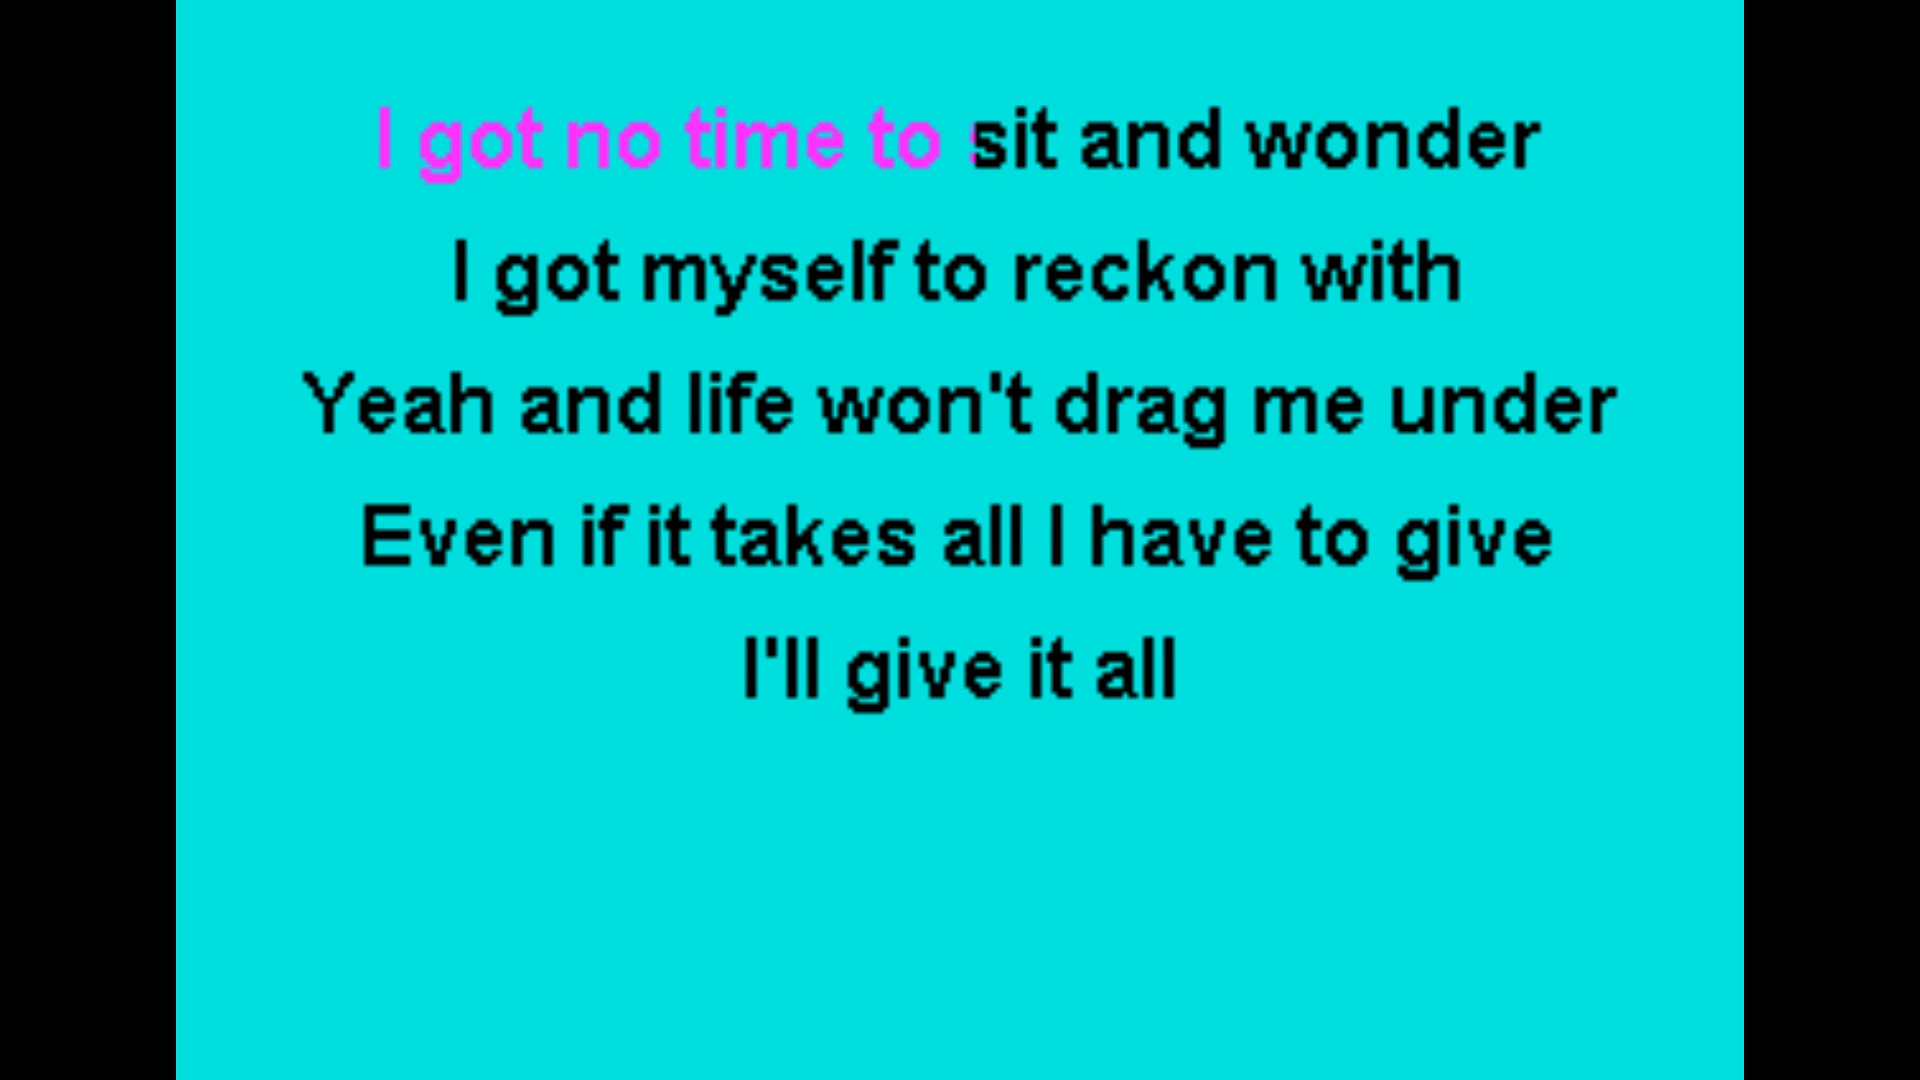 I got no time to sit and wonder
I got myself to reckon with
Yeah and life won't drag me under
Even if it takes all I have to give
I'll give it all